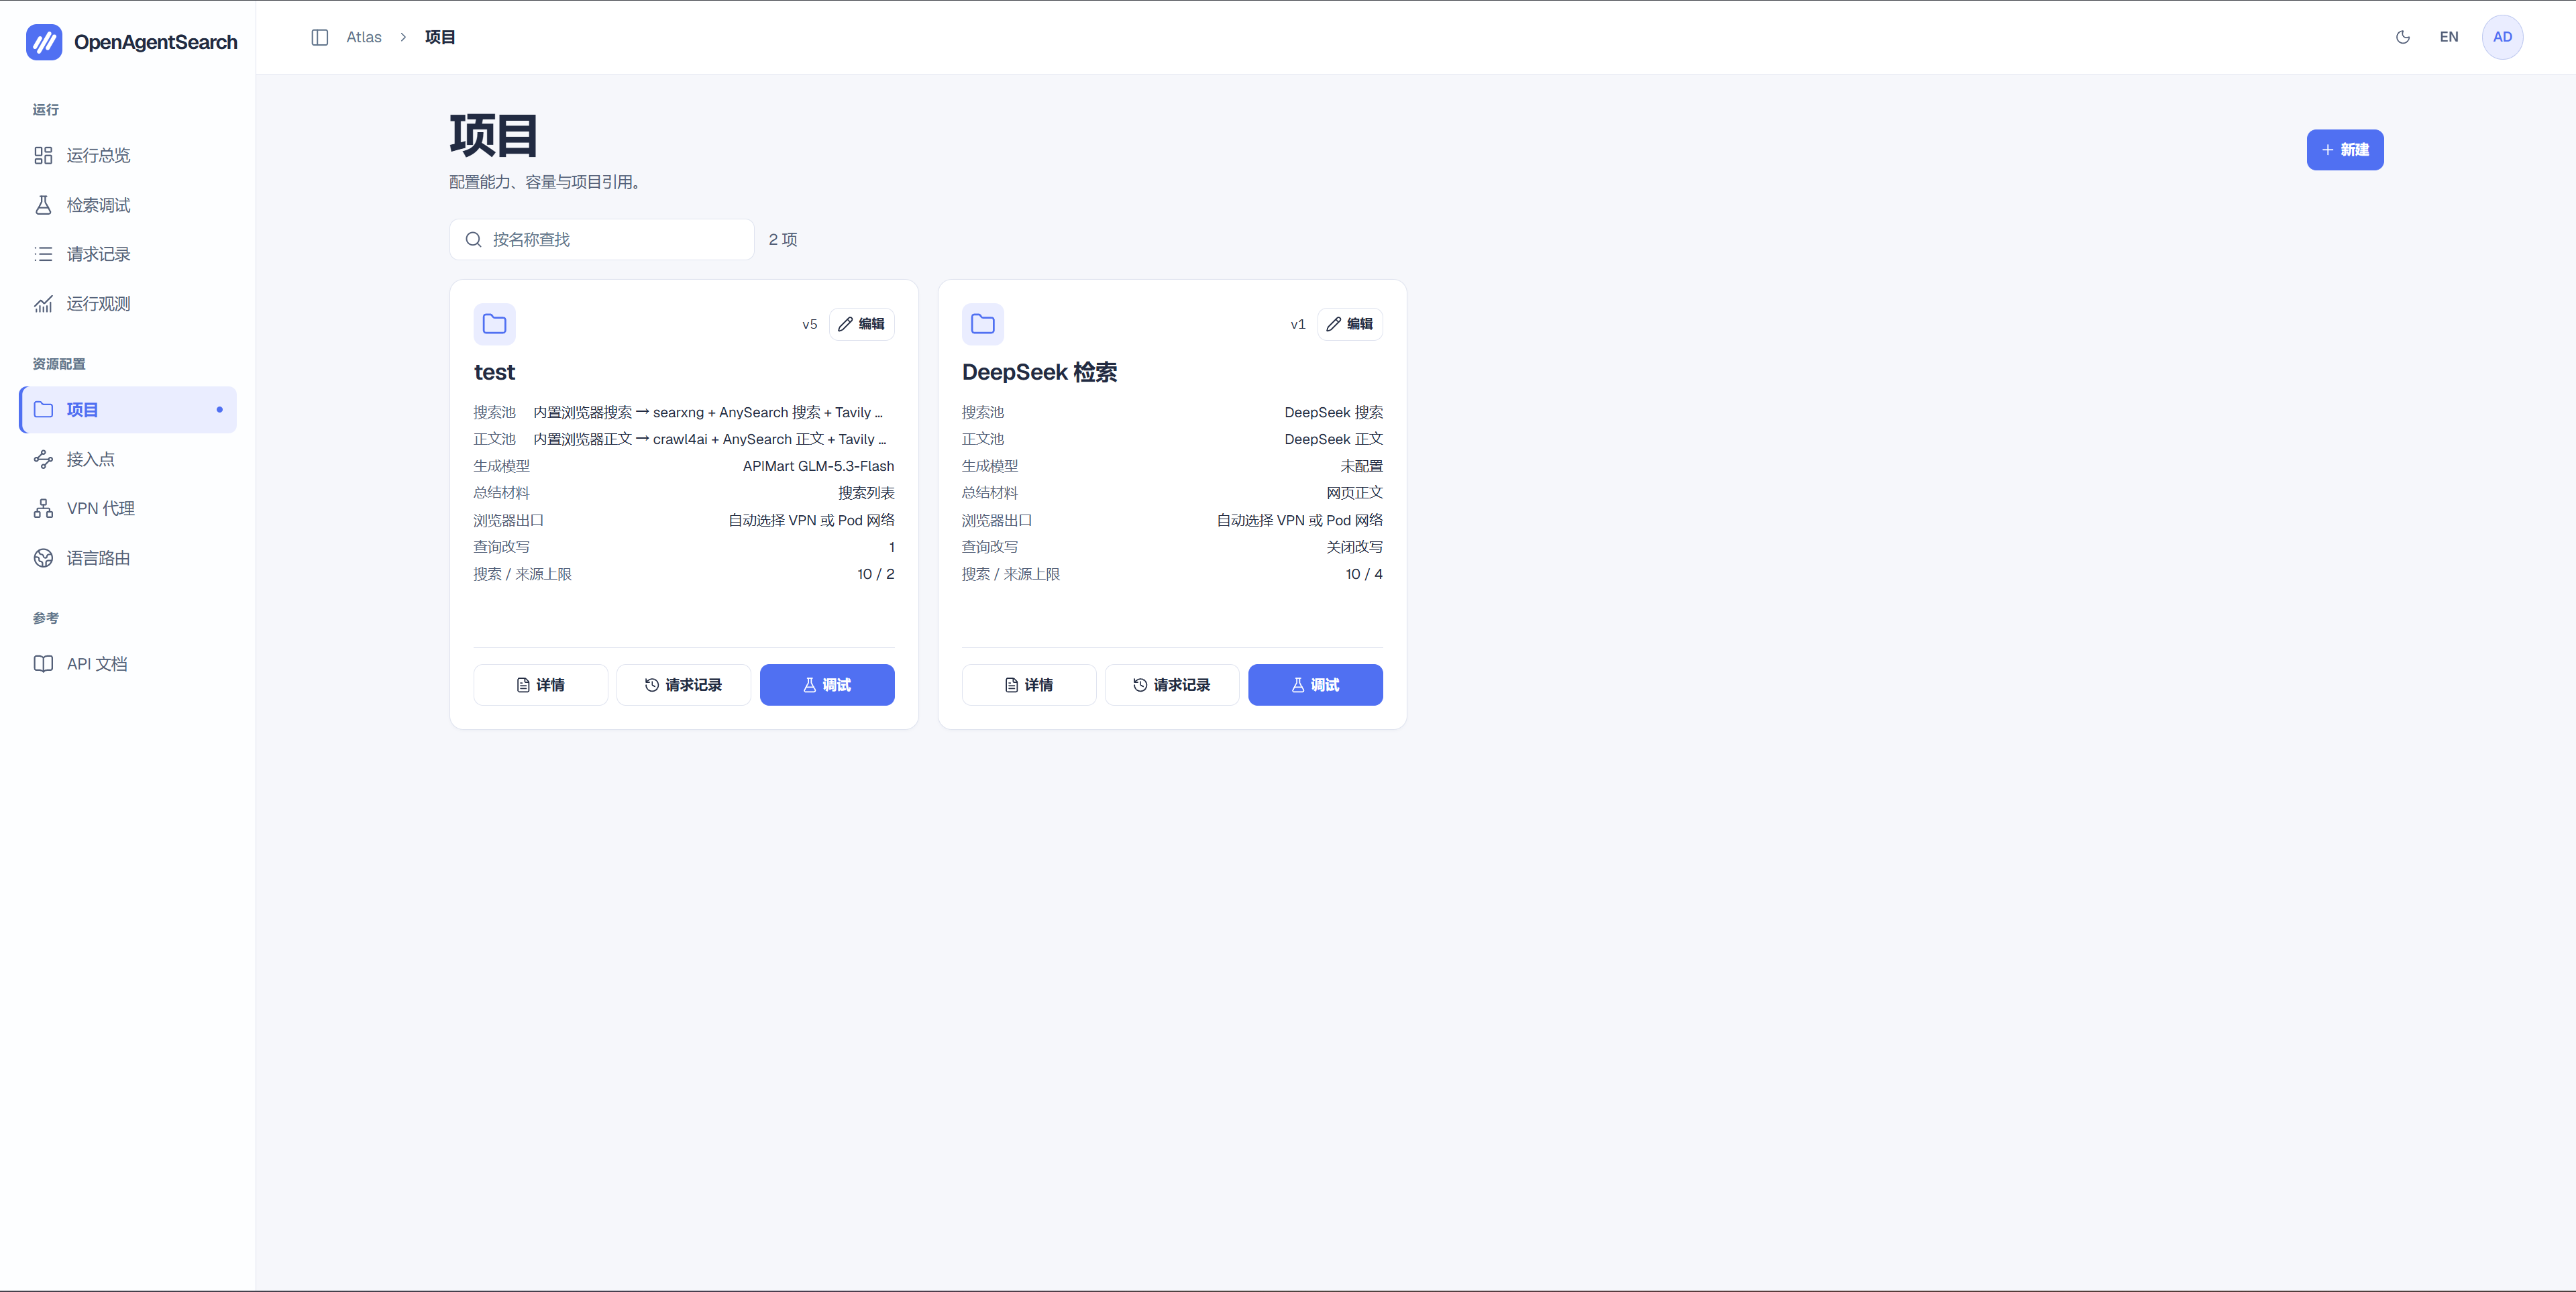 OpenAgentSearch
Atlas > 项目
EN
AD
运行
运行总览
检索调试
请求记录
运行观测
资源配置
项目
接入点
VPN 代理
语言路由
参考
API 文档
项目
配置能力、容量与项目引用。
+ 新建
按名称查找
2 项
v5 编辑
test
搜索池 内置浏览器搜索 → searxng + AnySearch 搜索 + Tavily ...
正文池 内置浏览器正文 → crawl4ai + AnySearch 正文 + Tavily ...
生成模型 APIMart GLM-5.3-Flash
总结材料 搜索列表
浏览器出口 自动选择 VPN 或 Pod 网络
查询改写 1
搜索 / 来源上限 10 / 2
详情 请求记录 调试
v1 编辑
DeepSeek 检索
搜索池 DeepSeek 搜索
正文池 DeepSeek 正文
生成模型 未配置
总结材料 网页正文
浏览器出口 自动选择 VPN 或 Pod 网络
查询改写 关闭改写
搜索 / 来源上限 10 / 4
详情 请求记录 调试